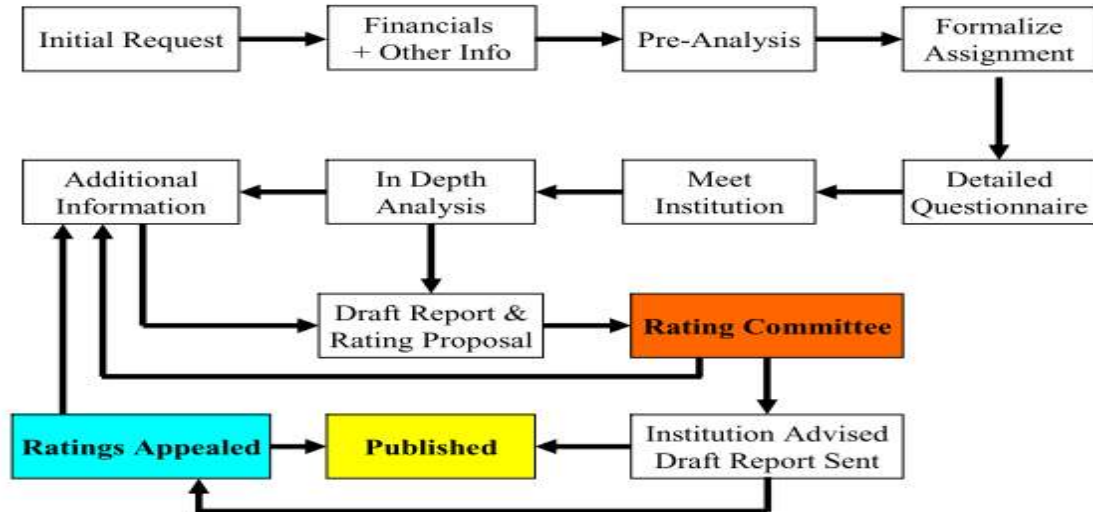 Initial Request
Financials
+ Other Info
Pre-Analysis
Formalize
Assignment
Additional
Information
In Depth
Analysis
Meet
Institution
Detailed
Questionnaire
Draft Report &
Rating Proposal
Rating Committee
Ratings Appealed
Published
Institution Advised
Draft Report Sent